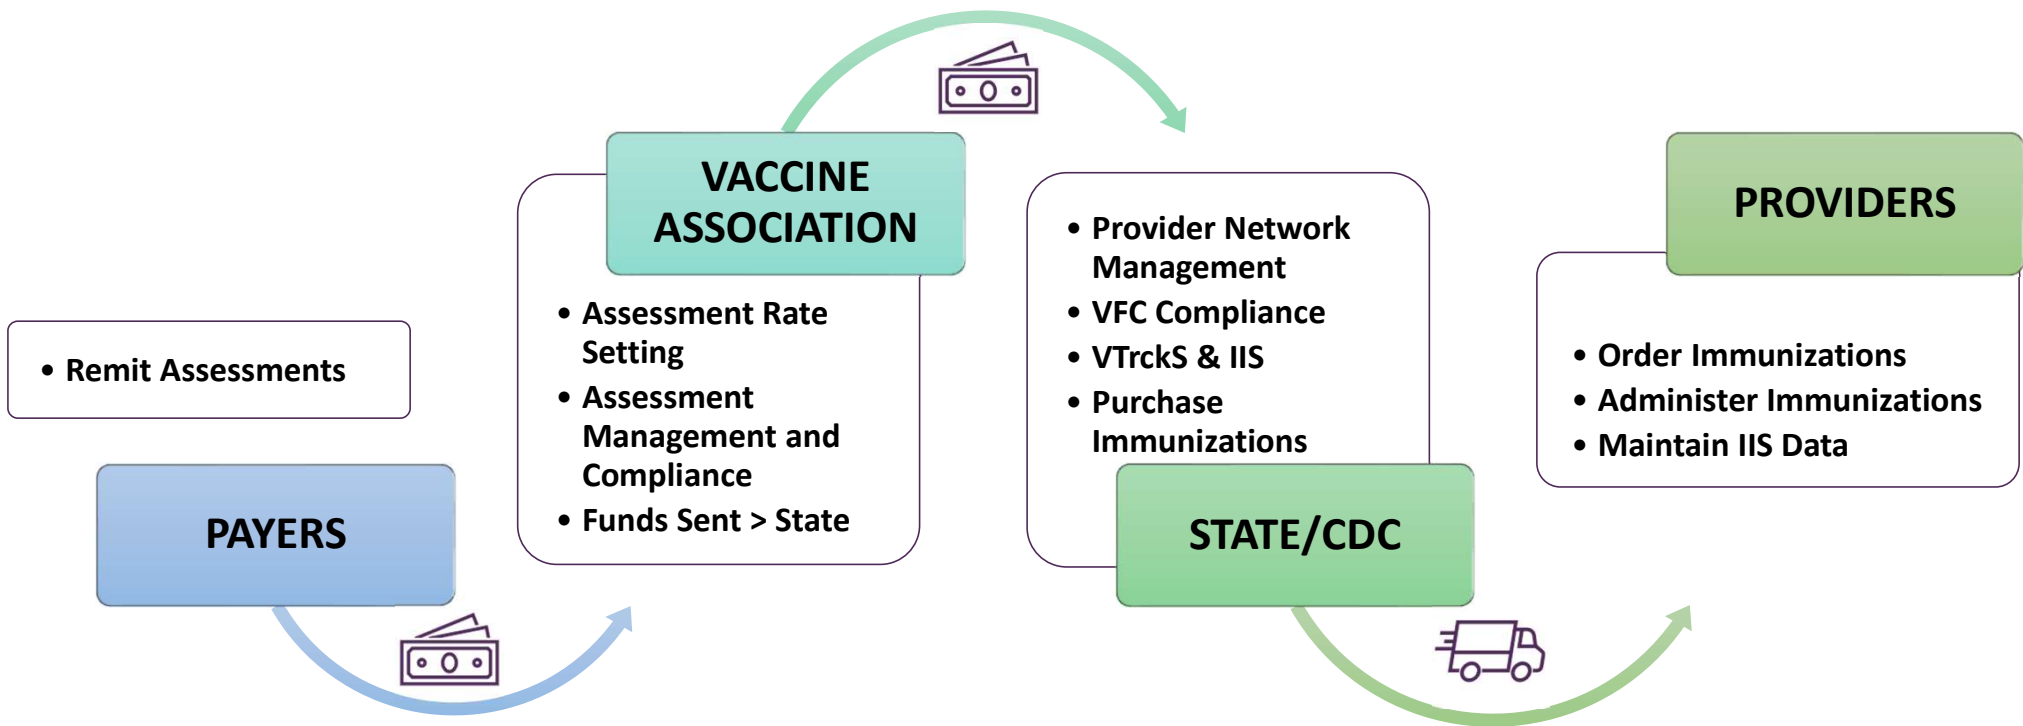 • Remit Assessments
PAYERS
VACCINE
ASSOCIATION
• Assessment Rate
Setting
• Assessment
Management and
Compliance
• Funds Sent > State
• Provider Network
Management
• VFC Compliance
• VTrckS & IIS
• Purchase
Immunizations
STATE/CDC
PROVIDERS
• Order Immunizations
• Administer Immunizations
• Maintain IIS Data